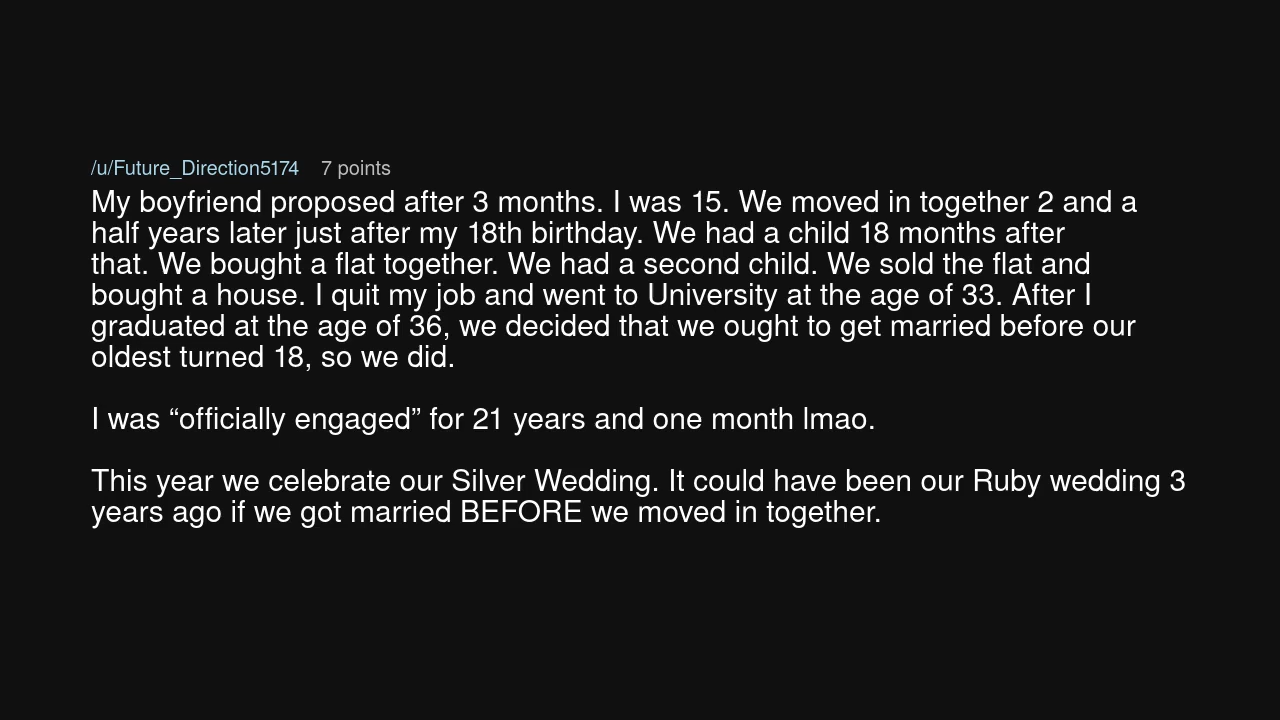 /u/Future_Direction5174 7 points
My boyfriend proposed after 3 months. I was 15. We moved in together 2 and a
half years later just after my 18th birthday. We had a child 18 months after
that. We bought a flat together. We had a second child. We sold the flat and
bought a house. I quit my job and went to University at the age of 33. After I
graduated at the age of 36, we decided that we ought to get married before our
oldest turned 18, so we did.
I was “officially engaged” for 21 years and one month lmao.
This year we celebrate our Silver Wedding. It could have been our Ruby wedding 3
years ago if we got married BEFORE we moved in together.